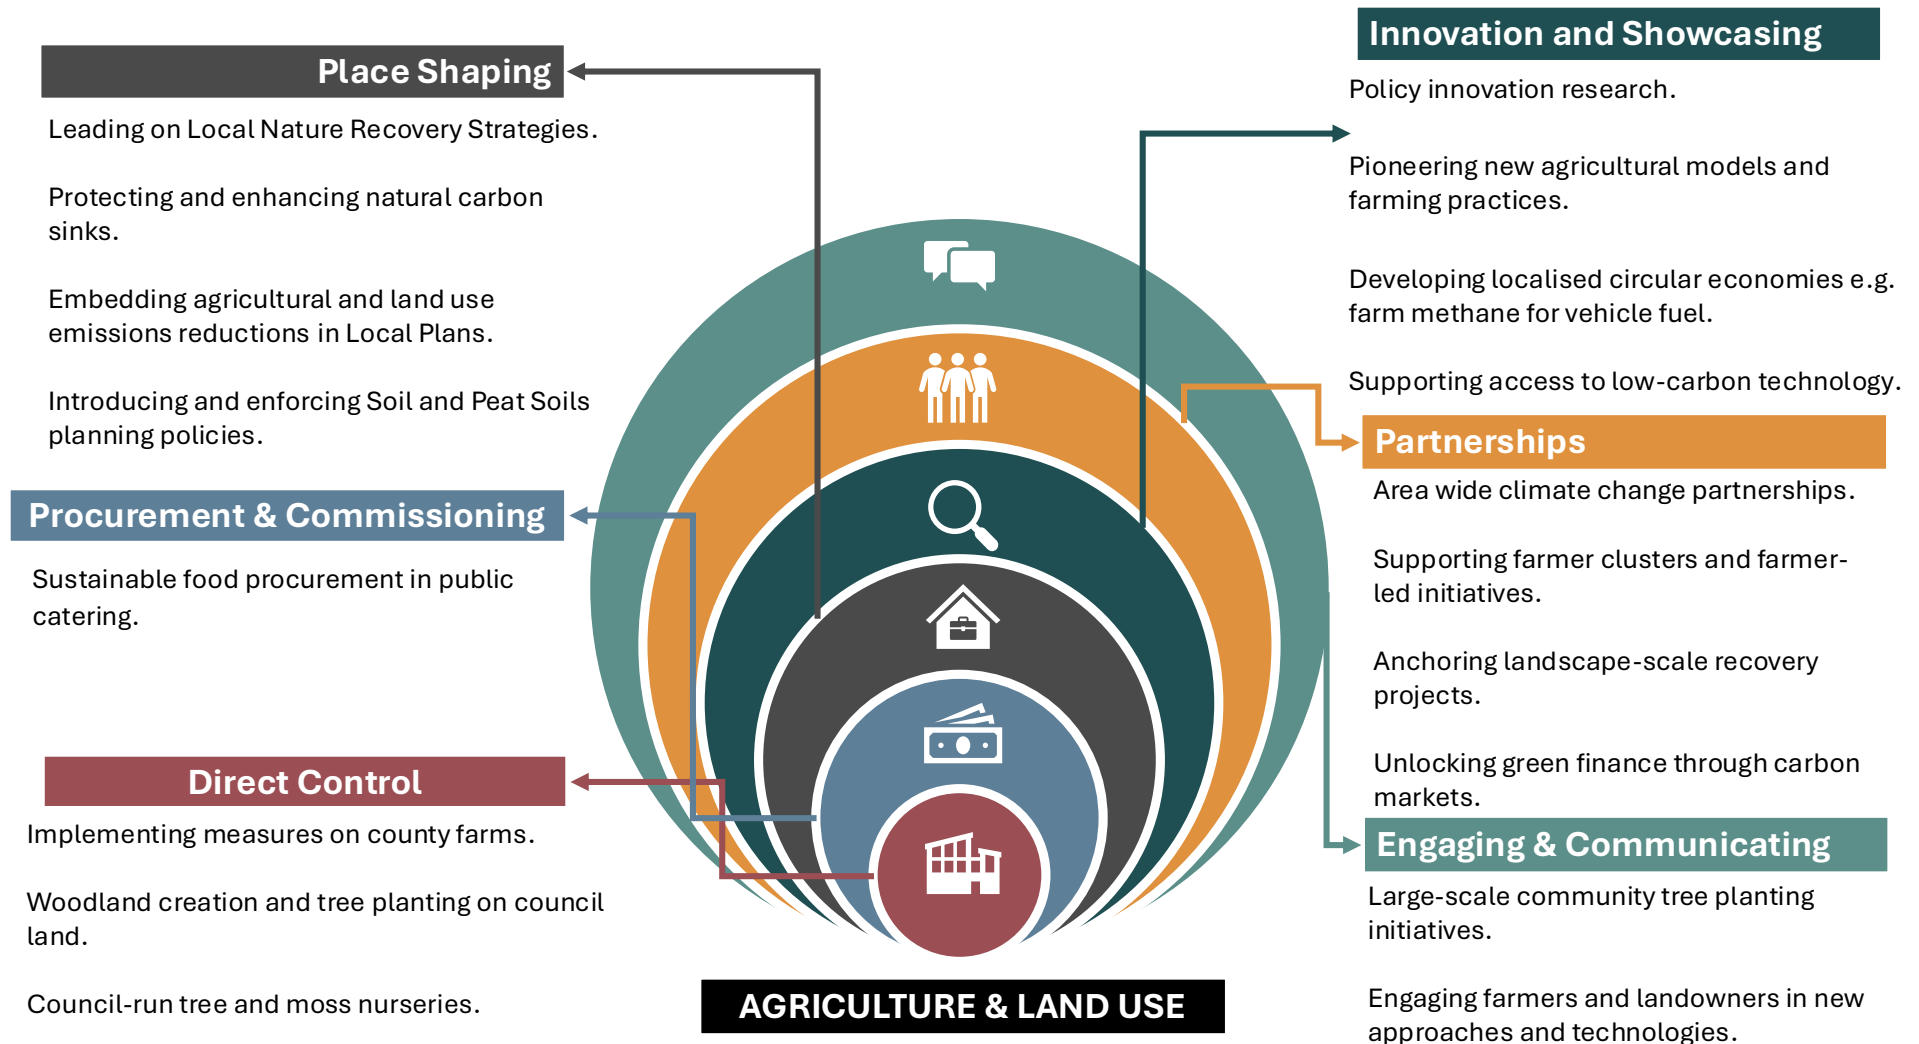 Place Shaping
Leading on Local Nature Recovery Strategies.
Protecting and enhancing natural carbon
sinks.
Embedding agricultural and land use
emissions reductions in Local Plans.
Introducing and enforcing Soil and Peat Soils
planning policies.
Procurement & Commissioning
Sustainable food procurement in public
catering.
Direct Control
Implementing measures on county farms.
Woodland creation and tree planting on council
land.
Council-run tree and moss nurseries.
AGRICULTURE & LAND USE
Innovation and Showcasing
Policy innovation research.
Pioneering new agricultural models and
farming practices.
Developing localised circular economies e.g.
farm methane for vehicle fuel.
Supporting access to low-carbon technology.
Partnerships
Area wide climate change partnerships.
Supporting farmer clusters and farmer-
led initiatives.
Anchoring landscape-scale recovery
projects.
Unlocking green finance through carbon
markets.
Engaging & Communicating
Large-scale community tree planting
initiatives.
Engaging farmers and landowners in new
approaches and technologies.